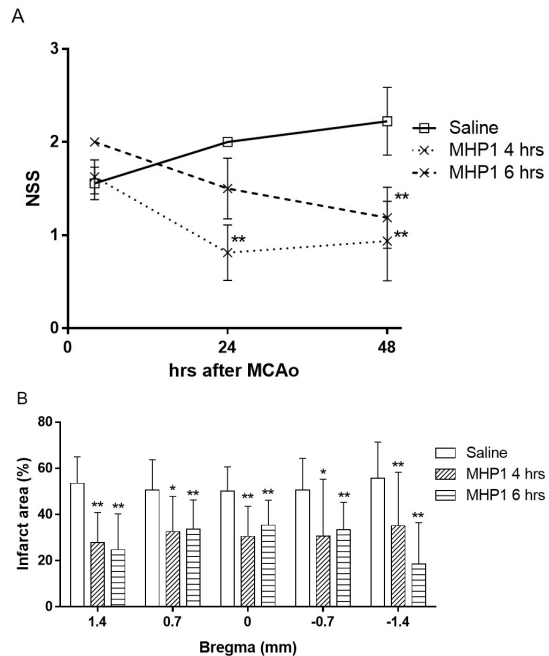 A
3
2
1
0
NSS
0 24 48
hrs after MCAo
**
**
**
Saline
MHP1 4 hrs
MHP1 6 hrs
B
80
60
40
20
0
Infarct area (%)
** ** * ** ** ** * ** ** **
1.4 0.7 0 -0.7 -1.4
Bregma (mm)
Saline
MHP1 4 hrs
MHP1 6 hrs